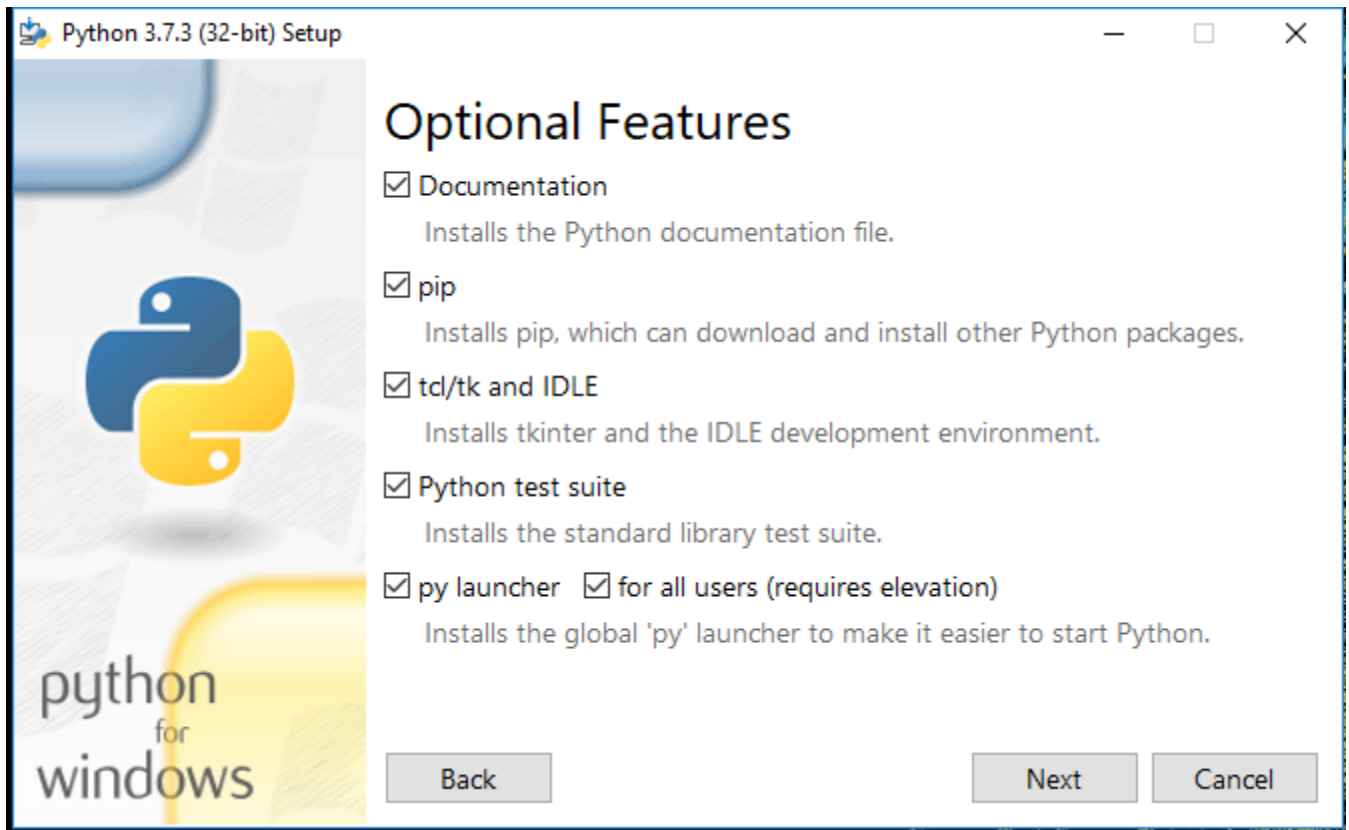 Python 3.7.3 (32-bit) Setup
Optional Features
Documentation
Installs the Python documentation file.
pip
Installs pip, which can download and install other Python packages.
tcl/tk and IDLE
Installs tkinter and the IDLE development environment.
Python test suite
Installs the standard library test suite.
py launcher for all users (requires elevation)
Installs the global 'py' launcher to make it easier to start Python.
python
for
windows
Back Next Cancel